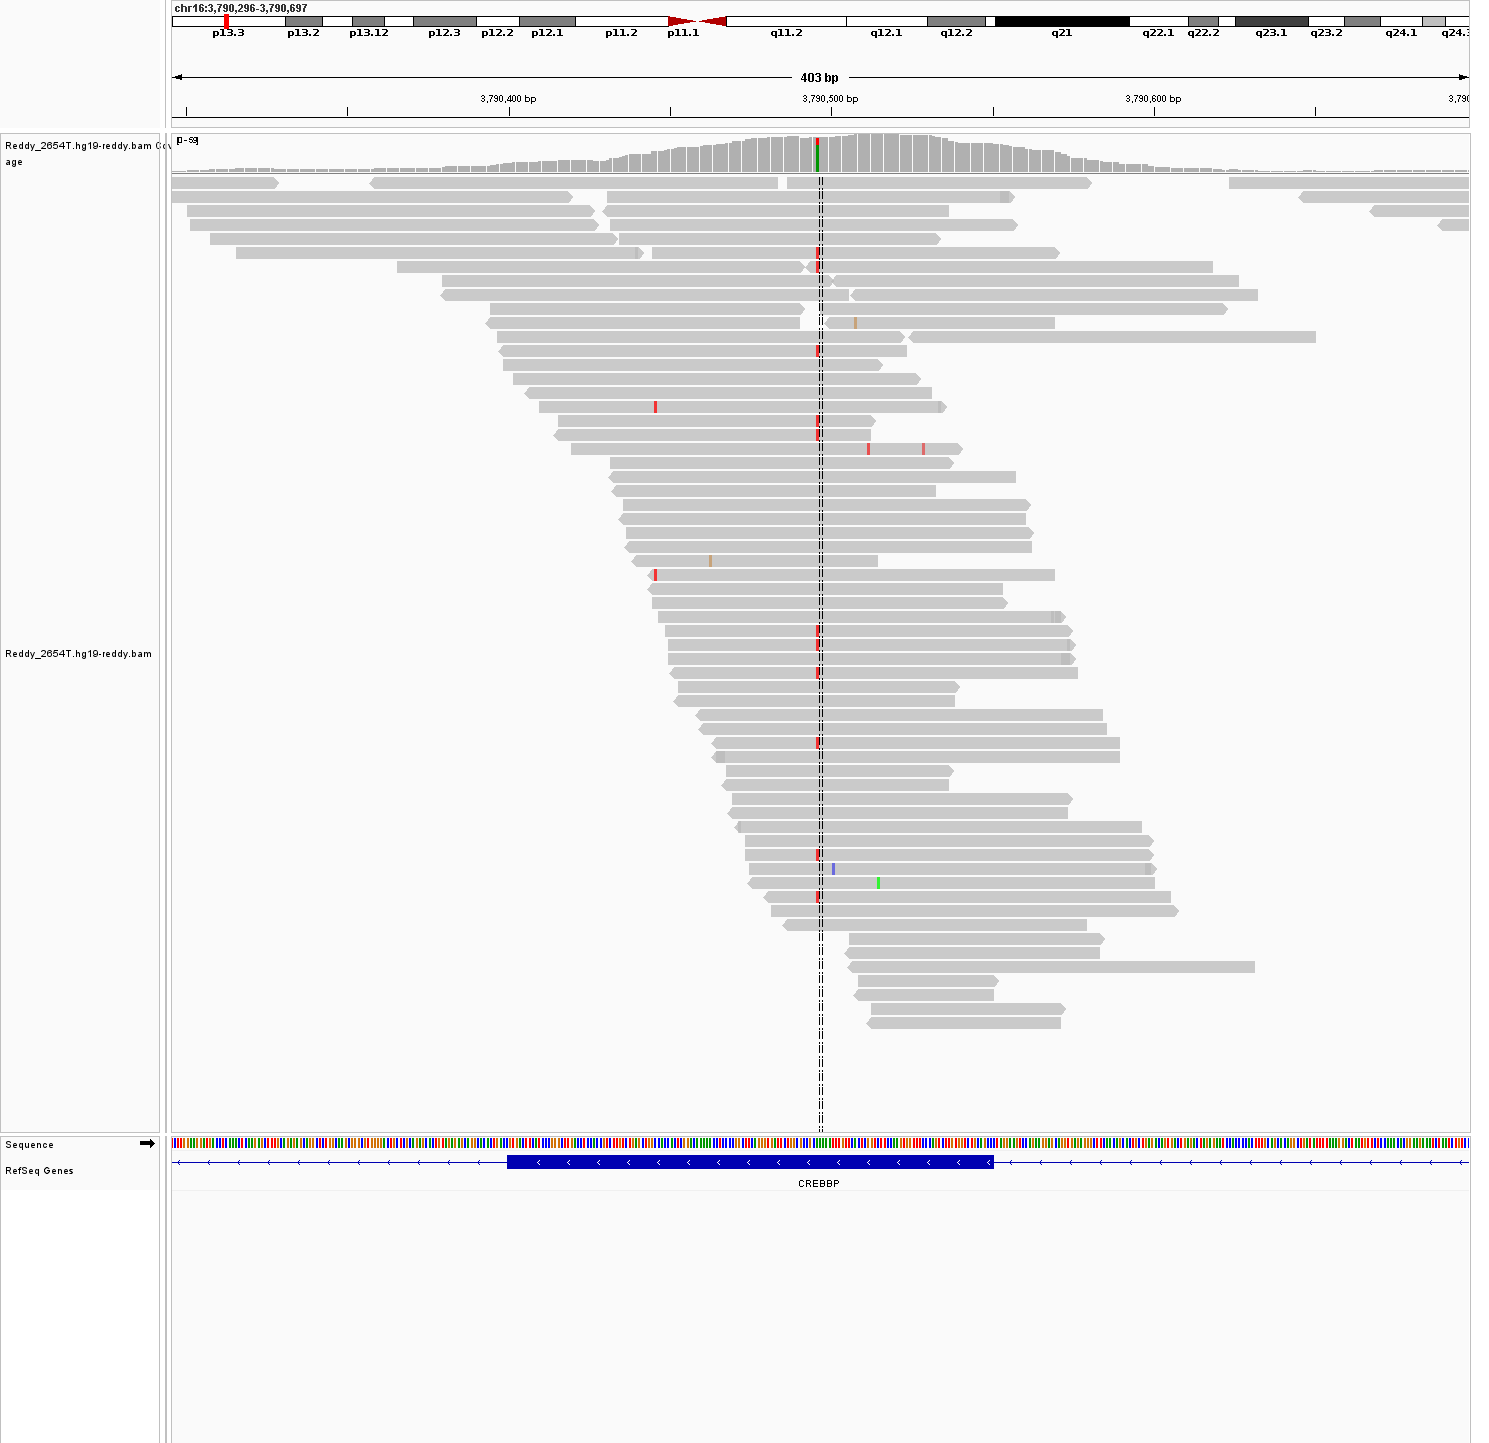 chr16:3,790,296-3,790,697
p13.3 p13.2 p13.12 p12.3 p12.2 p12.1 p11.2 p11.1 q11.2 q12.1 q12.2 q21 q22.1 q22.2 q23.1 q23.2 q24.1 q24.3
403 bp
3,790,400 bp 3,790,500 bp 3,790,600 bp 3,790
Reddy_2654T.hg19-reddy.bam Cov
age
[0 - 59]
Reddy_2654T.hg19-reddy.bam
Sequence
RefSeq Genes
CREBBP